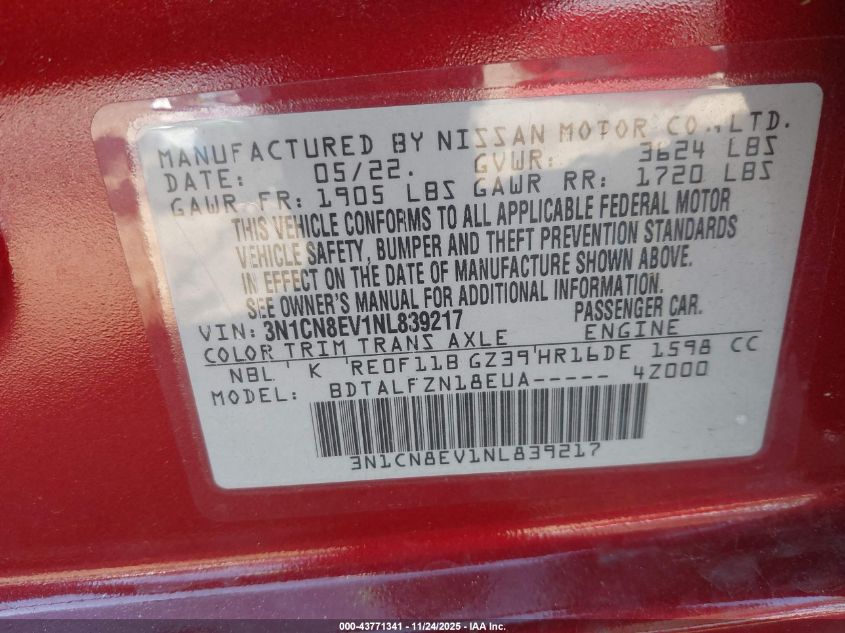 MANUFACTURED BY NISSAN MOTOR CO.,LTD.
DATE: 05/22. GVWR: 3624 LBS
GAWR FR: 1905 LBS GAWR RR: 1720 LBS
THIS VEHICLE CONFORMS TO ALL APPLICABLE FEDERAL MOTOR
VEHICLE SAFETY, BUMPER AND THEFT PREVENTION STANDARDS
IN EFFECT ON THE DATE OF MANUFACTURE SHOWN ABOVE.
SEE OWNER'S MANUAL FOR ADDITIONAL INFORMATION.
VIN: 3N1CN8EV1NL839217 PASSENGER CAR.
COLOR TRIM TRANS AXLE ENGINE
NBL ' K 'RE0F11B GZ39'HR16DE 1598 CC
MODEL: BDTALFZN18EUA----- 4Z000
3N1CN8EV1NL839217
000-43771341 - 11/24/2025 - IAA Inc.